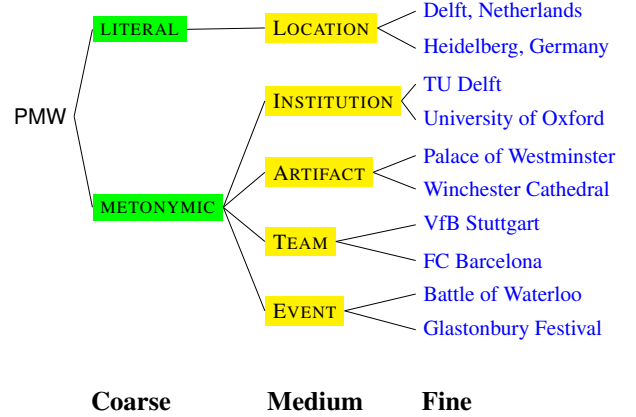 Delft, Netherlands
LITERAL LOCATION
Heidelberg, Germany
TU Delft
INSTITUTION
PMW
University of Oxford
Palace of Westminster
ARTIFACT
Winchester Cathedral
METONYMIC
VfB Stuttgart
TEAM
FC Barcelona
Battle of Waterloo
EVENT
Glastonbury Festival
Coarse Medium Fine